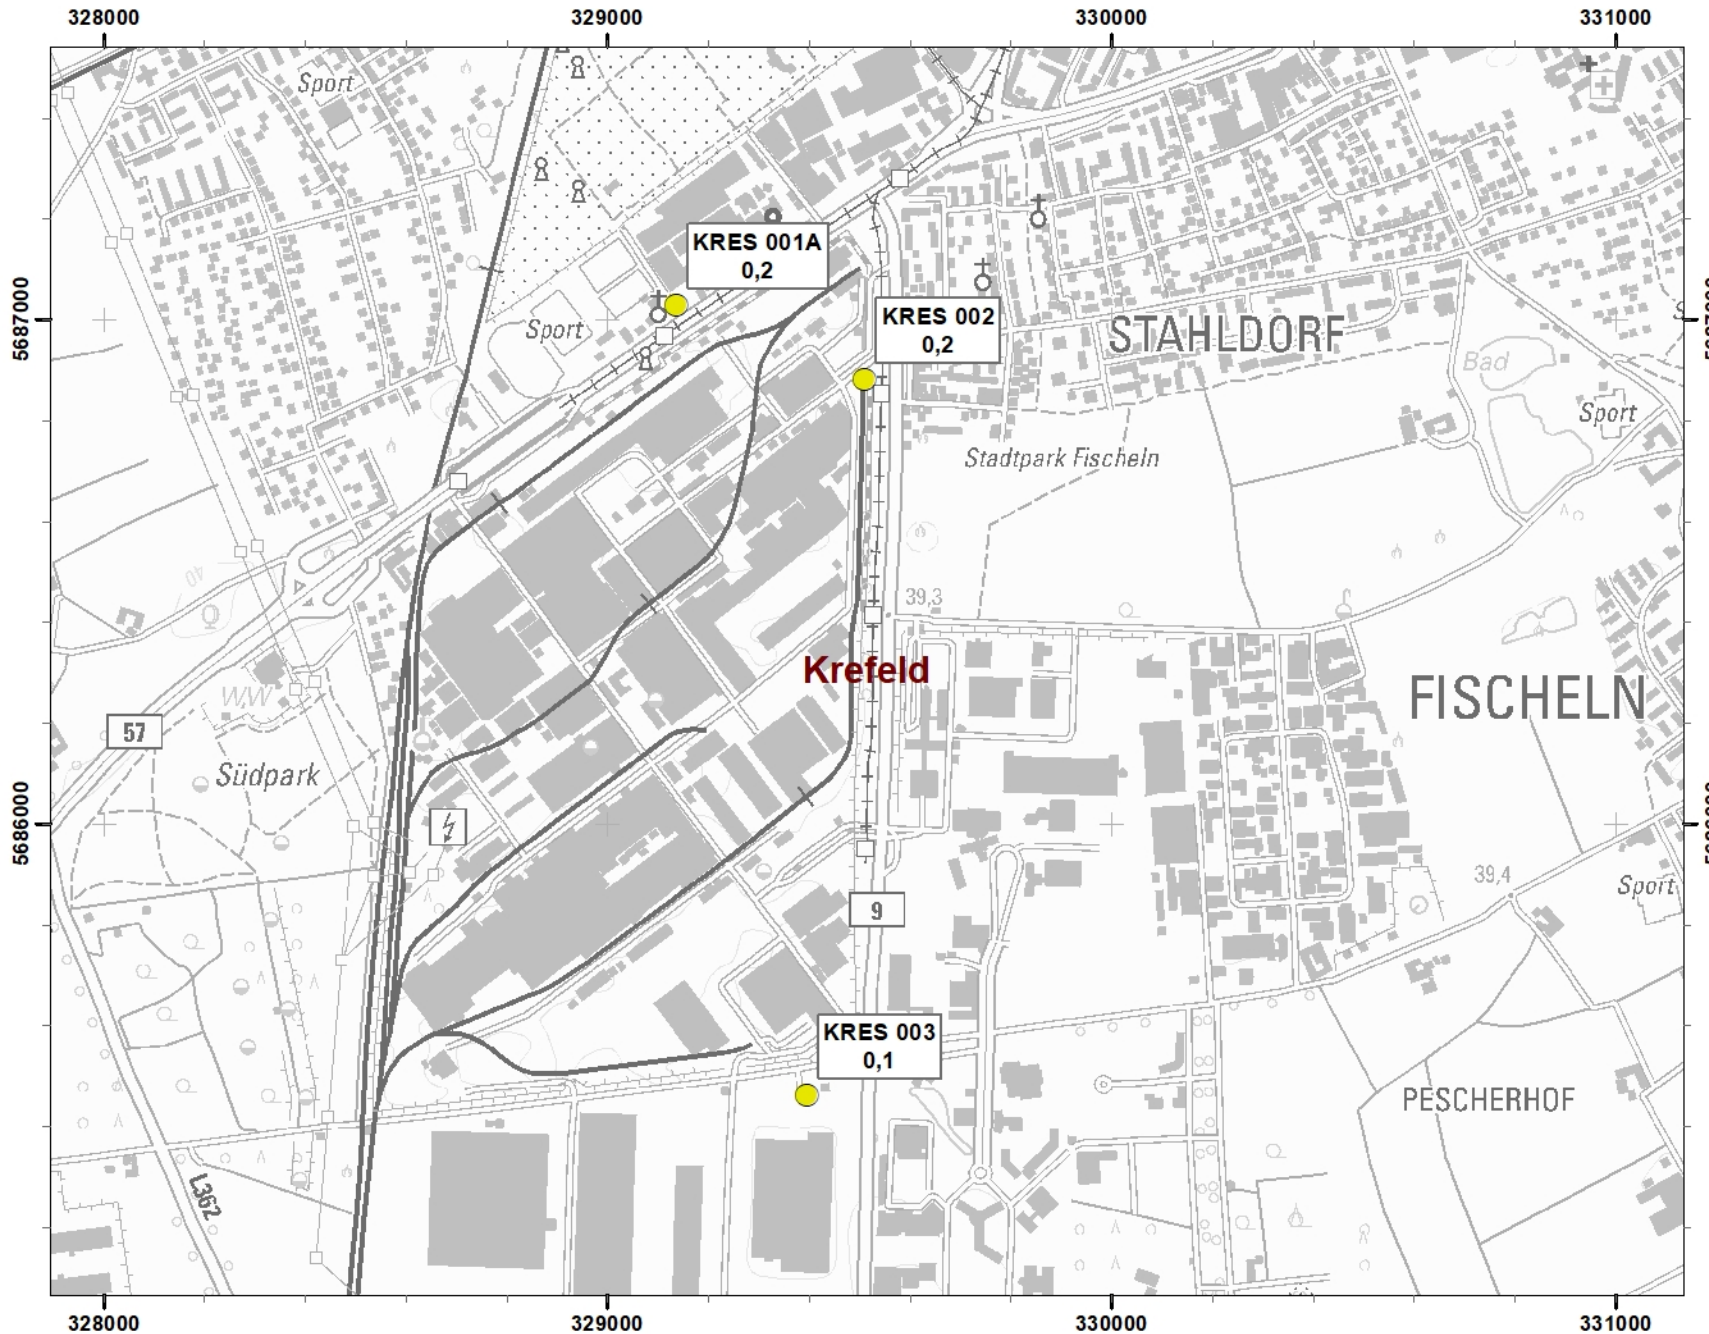 328000
329000
330000
331000
Sport
KRES 001A
0,2
5687000
Sport
KRES 002
0,2
STAHLDORF
Bad
Sport
Stadtpark Fischeln
40
39,3
Krefeld
WW
FISCHELN
57
Südpark
5686000
39,4
Sport
9
KRES 003
0,1
PESCHERHOF
L362
328000
329000
330000
331000